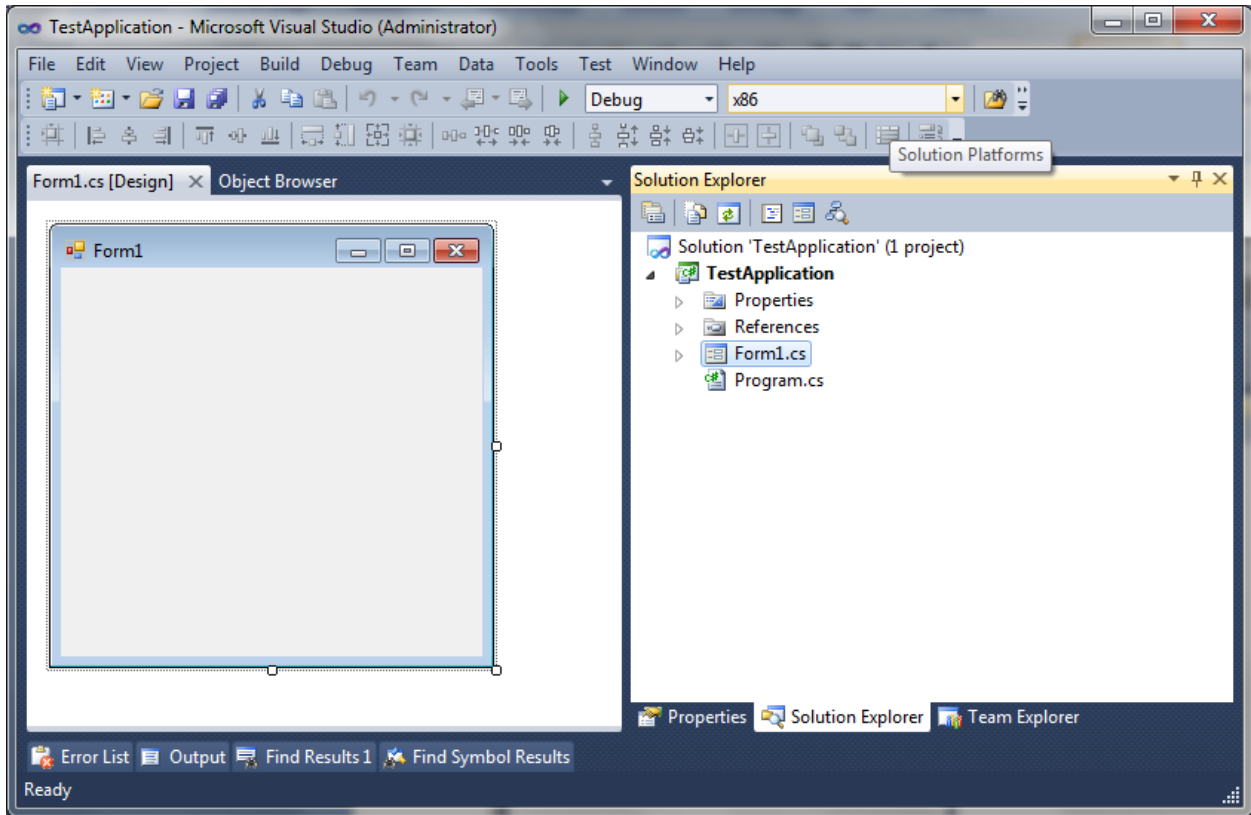 TestApplication - Microsoft Visual Studio (Administrator)
File Edit View Project Build Debug Team Data Tools Test Window Help
Debug x86
Solution Platforms
Form1.cs [Design] Object Browser
Form1
Solution Explorer
Solution 'TestApplication' (1 project)
TestApplication
Properties
References
Form1.cs
Program.cs
Properties Solution Explorer Team Explorer
Error List Output Find Results 1 Find Symbol Results
Ready